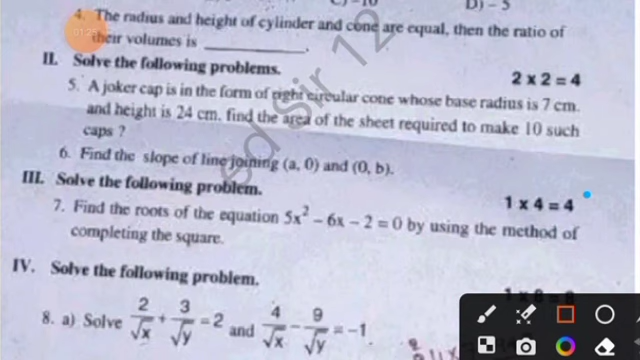 D) – 5
4. The radius and height of cylinder and cone are equal, then the ratio of
their volumes is ____________.
II. Solve the following problems. 2 x 2 = 4
5. A joker cap is in the form of right circular cone whose base radius is 7 cm.
and height is 24 cm. find the area of the sheet required to make 10 such
caps ?
6. Find the slope of line joining (a, 0) and (0, b).
III. Solve the following problem. 1 x 4 = 4
7. Find the roots of the equation 5x² – 6x – 2 = 0 by using the method of
completing the square.
IV. Solve the following problem.
8. a) Solve 2/√x + 3/√y = 2 and 4/√x – 9/√y = –1
Sir 12